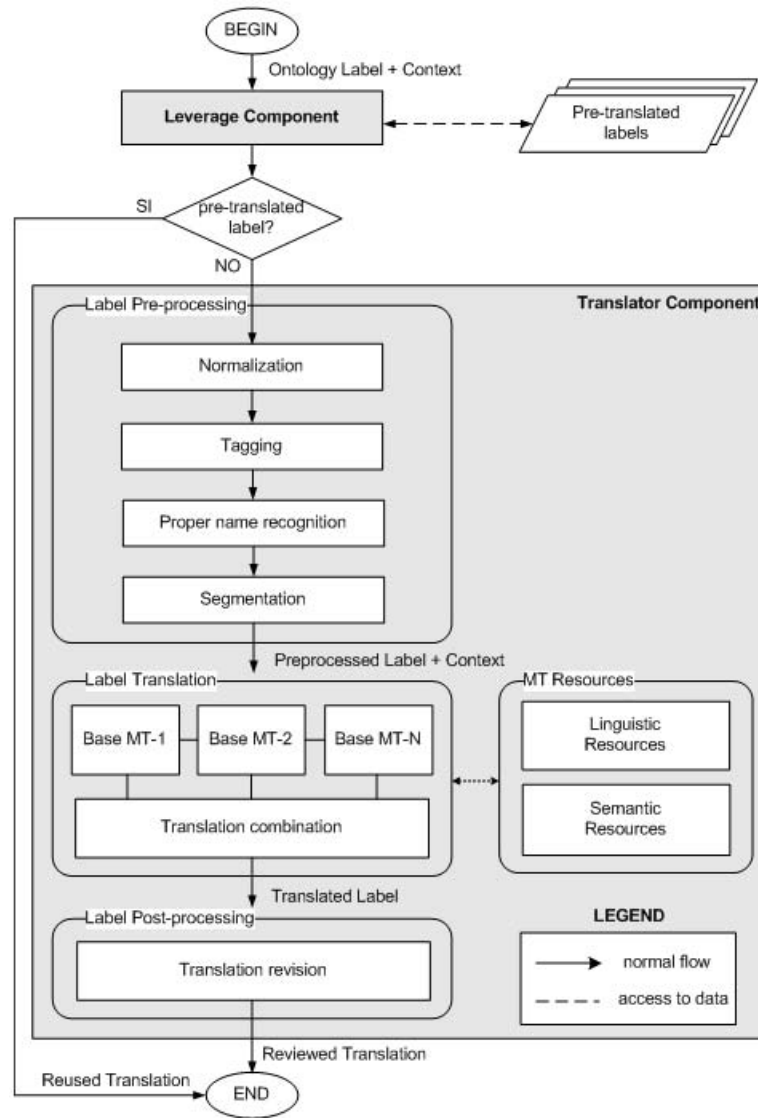 BEGIN
Ontology Label + Context
Leverage Component
Pre-translated
labels
SI
pre-translated
label?
NO
Label Pre-processing
Translator Component
Normalization
Tagging
Proper name recognition
Segmentation
Preprocessed Label + Context
Label Translation
MT Resources
Base MT-1
Base MT-2
Base MT-N
Linguistic
Resources
Translation combination
Semantic
Resources
Translated Label
Label Post-processing
LEGEND
Translation revision
normal flow
access to data
Reviewed Translation
Reused Translation
END